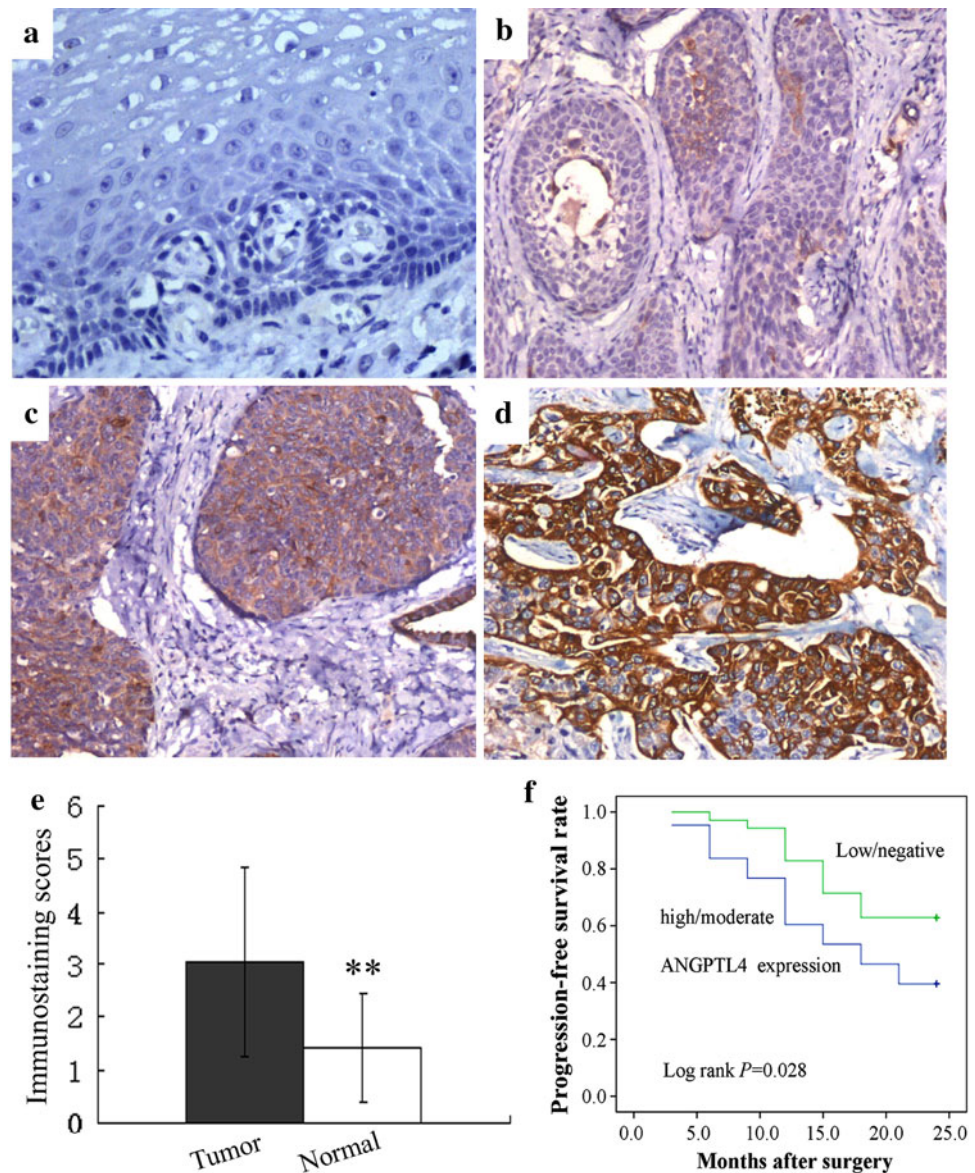 a
b
c
d
e
6
5
4
3
2
1
0
Immunostaining scores
**
Tumor
Normal
f
1.0
0.8
0.6
0.4
0.2
0.0
Progression-free survival rate
Low/negative
high/moderate
ANGPTL4 expression
Log rank P=0.028
0.0 5.0 10.0 15.0 20.0 25.0
Months after surgery